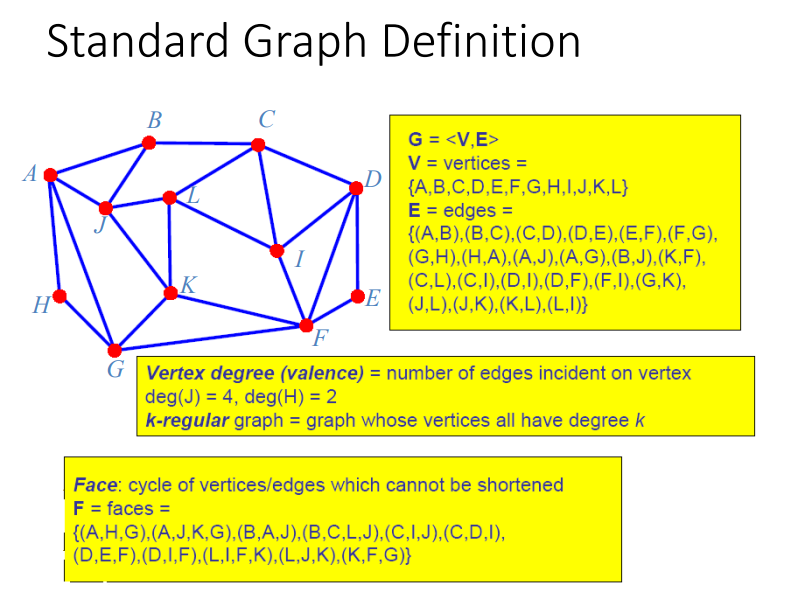 Standard Graph Definition
B
C
A
D
L
J
I
K
H
E
F
G
G = <V,E>
V = vertices =
{A,B,C,D,E,F,G,H,I,J,K,L}
E = edges =
{(A,B),(B,C),(C,D),(D,E),(E,F),(F,G),
(G,H),(H,A),(A,J),(A,G),(B,J),(K,F),
(C,L),(C,I),(D,I),(D,F),(F,I),(G,K),
(J,L),(J,K),(K,L),(L,I)}
Vertex degree (valence) = number of edges incident on vertex
deg(J) = 4, deg(H) = 2
k-regular graph = graph whose vertices all have degree k
Face: cycle of vertices/edges which cannot be shortened
F = faces =
{(A,H,G),(A,J,K,G),(B,A,J),(B,C,L,J),(C,I,J),(C,D,I),
(D,E,F),(D,I,F),(L,I,F,K),(L,J,K),(K,F,G)}